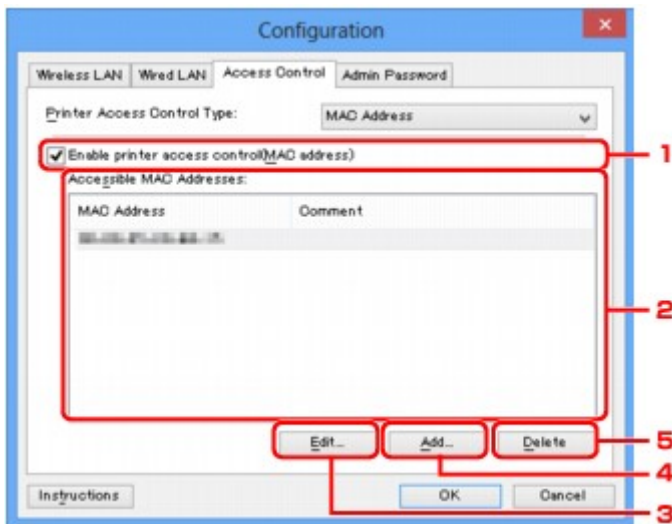 Configuration
Wireless LAN Wired LAN Access Control Admin Password
Printer Access Control Type: MAC Address
Enable printer access control(MAC address) 1
Accessible MAC Addresses:
MAC Address Comment
2
Edit... Add... Delete 5
4
Instructions OK Cancel
3